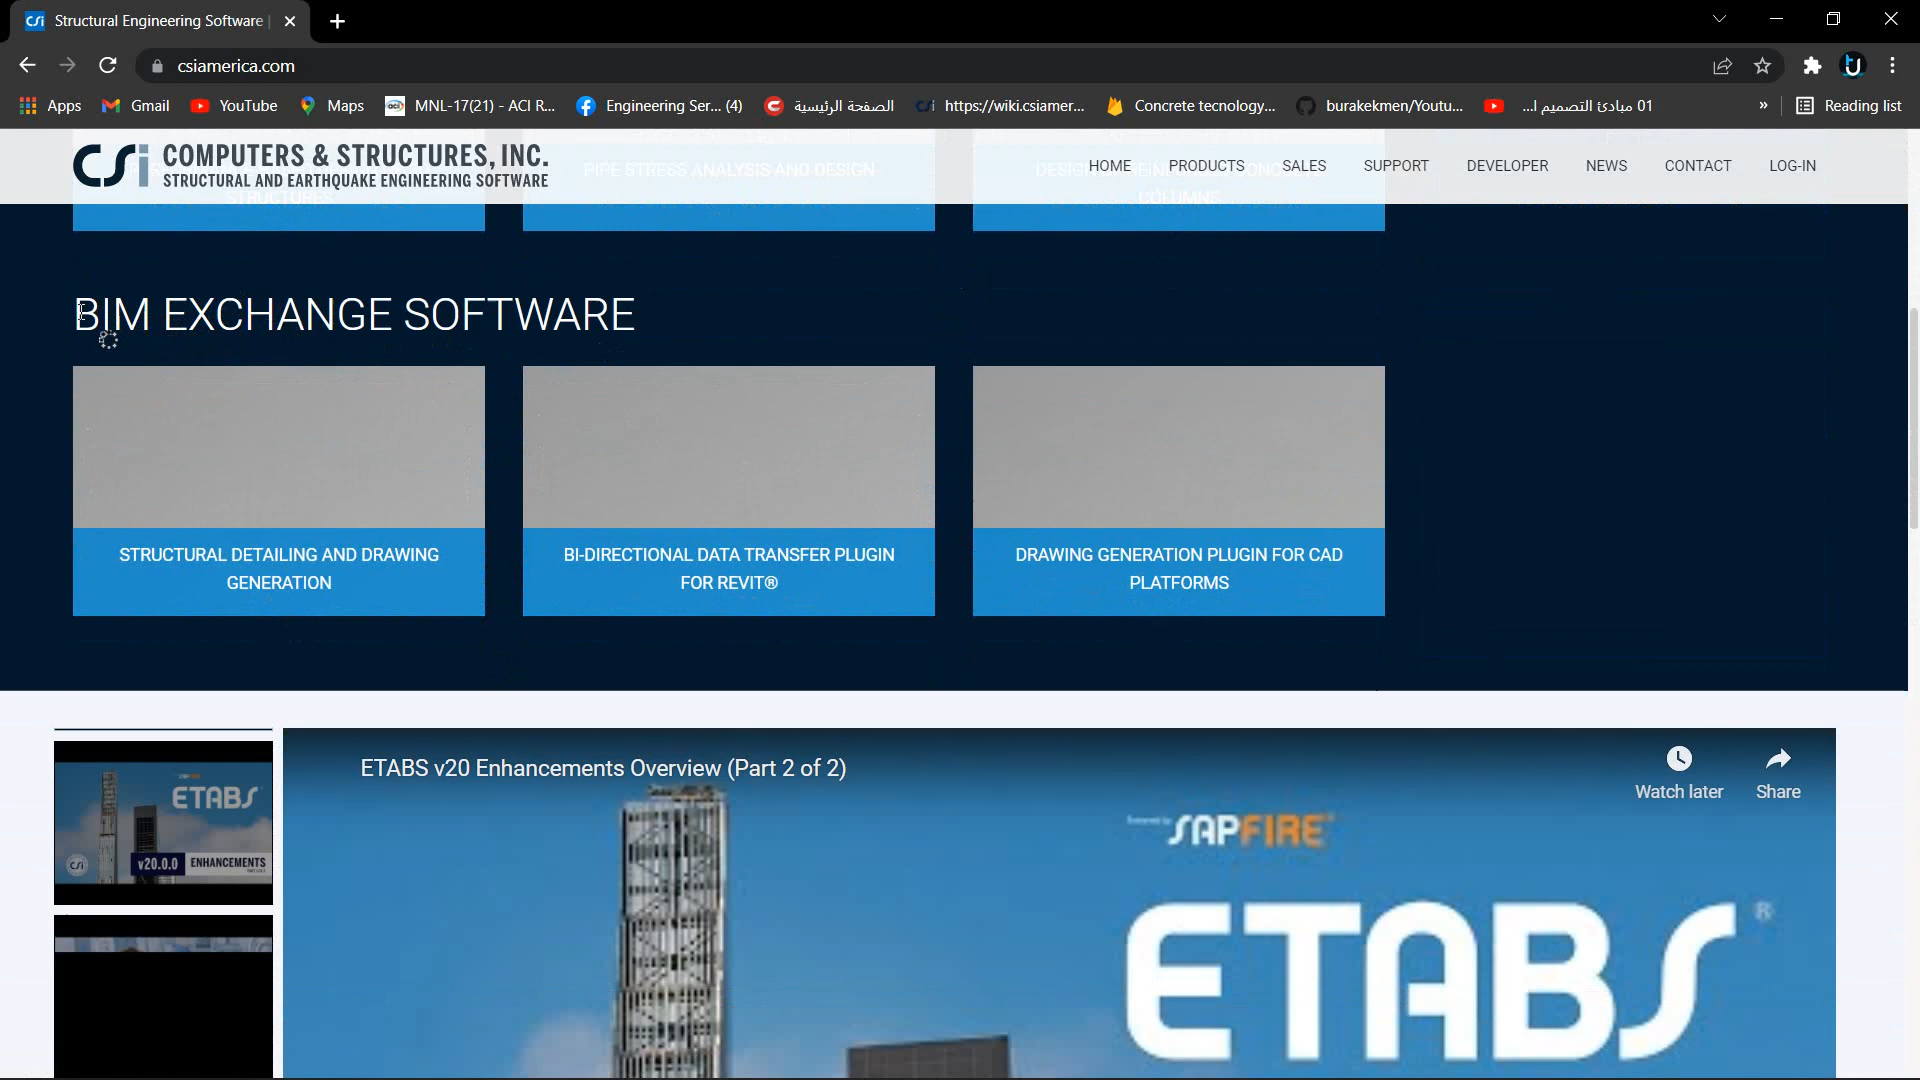 Structural Engineering Software |
csiamerica.com
Apps
Gmail
YouTube
Maps
MNL-17(21) - ACI R...
Engineering Ser... (4)
الصفحة الرئيسية
https://wiki.csiamer...
Concrete tecnology...
burakekmen/Youtu...
01 مبادئ التصميم ا...
»
Reading list
CSi COMPUTERS & STRUCTURES, INC.
STRUCTURAL AND EARTHQUAKE ENGINEERING SOFTWARE
HOME
PRODUCTS
SALES
SUPPORT
DEVELOPER
NEWS
CONTACT
LOG-IN
PIPE STRESS ANALYSIS AND DESIGN
STRUCTURES
COLUMNS
BIM EXCHANGE SOFTWARE
STRUCTURAL DETAILING AND DRAWING
GENERATION
BI-DIRECTIONAL DATA TRANSFER PLUGIN
FOR REVIT®
DRAWING GENERATION PLUGIN FOR CAD
PLATFORMS
ETABS
CSi
v20.0.0 ENHANCEMENTS
ETABS v20 Enhancements Overview (Part 2 of 2)
Watch later
Share
SAPFIRE
ETABS®